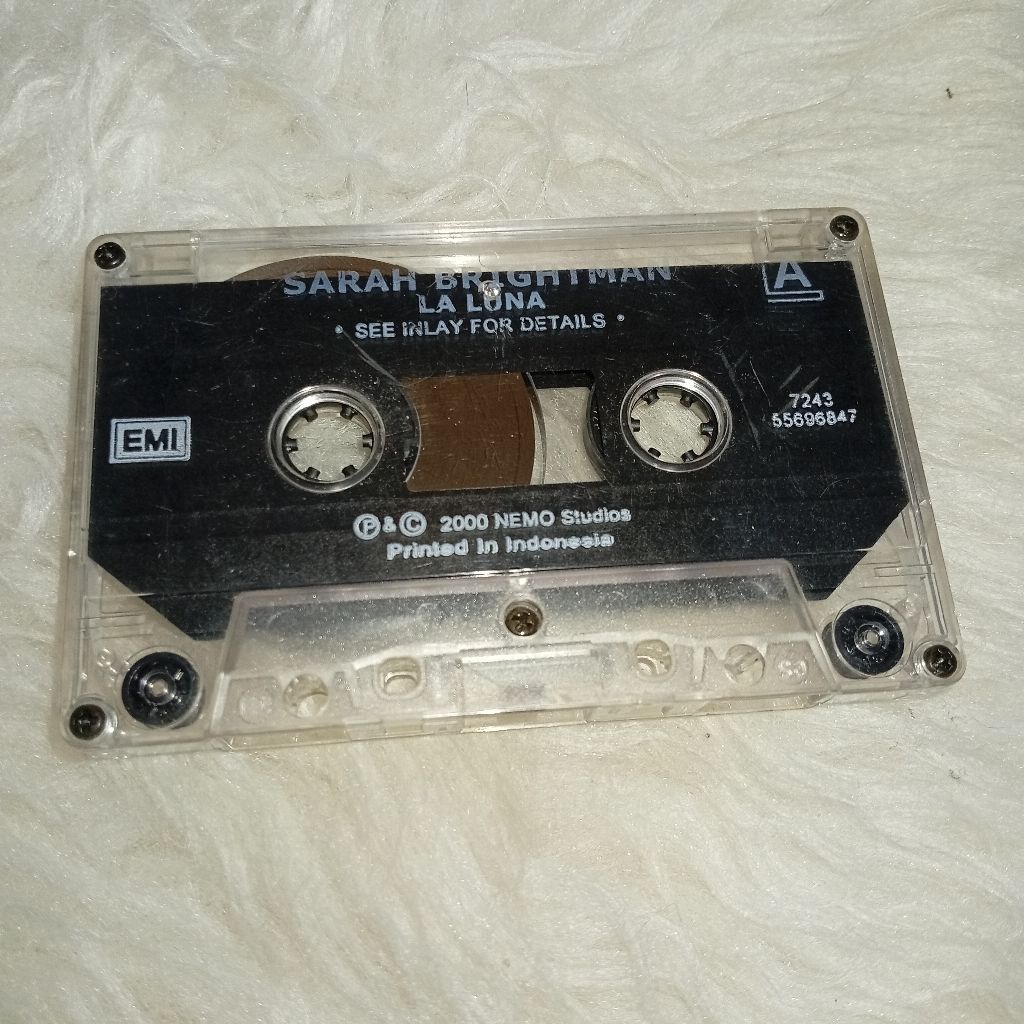 SARAH BRIGHTMAN
A
LA LUNA
• SEE INLAY FOR DETAILS •
7243
55696847
EMI
Ⓟ & © 2000 NEMO Studios
Printed In Indonesia